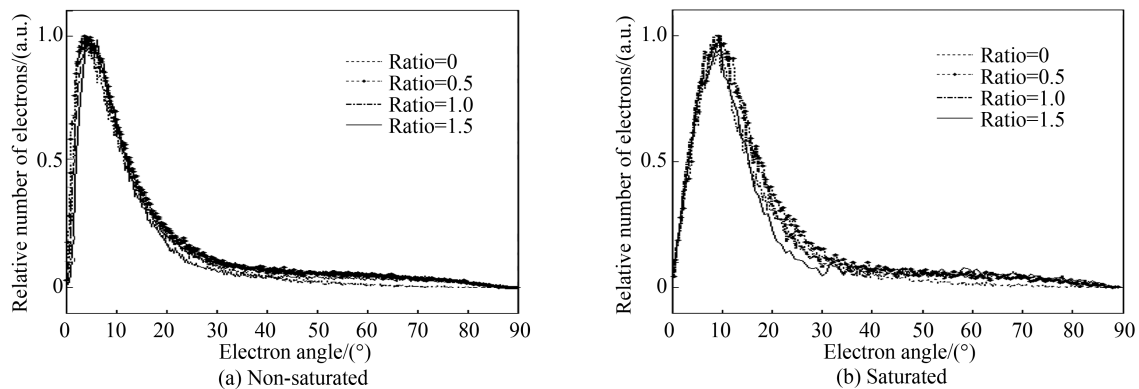 Relative number of electrons/(a.u.)
1.0
0.5
0
Ratio=0
Ratio=0.5
Ratio=1.0
Ratio=1.5
0 10 20 30 40 50 60 70 80 90
Electron angle/(°)
(a) Non-saturated
Relative number of electrons/(a.u.)
1.0
0.5
0
Ratio=0
Ratio=0.5
Ratio=1.0
Ratio=1.5
0 10 20 30 40 50 60 70 80 90
Electron angle/(°)
(b) Saturated